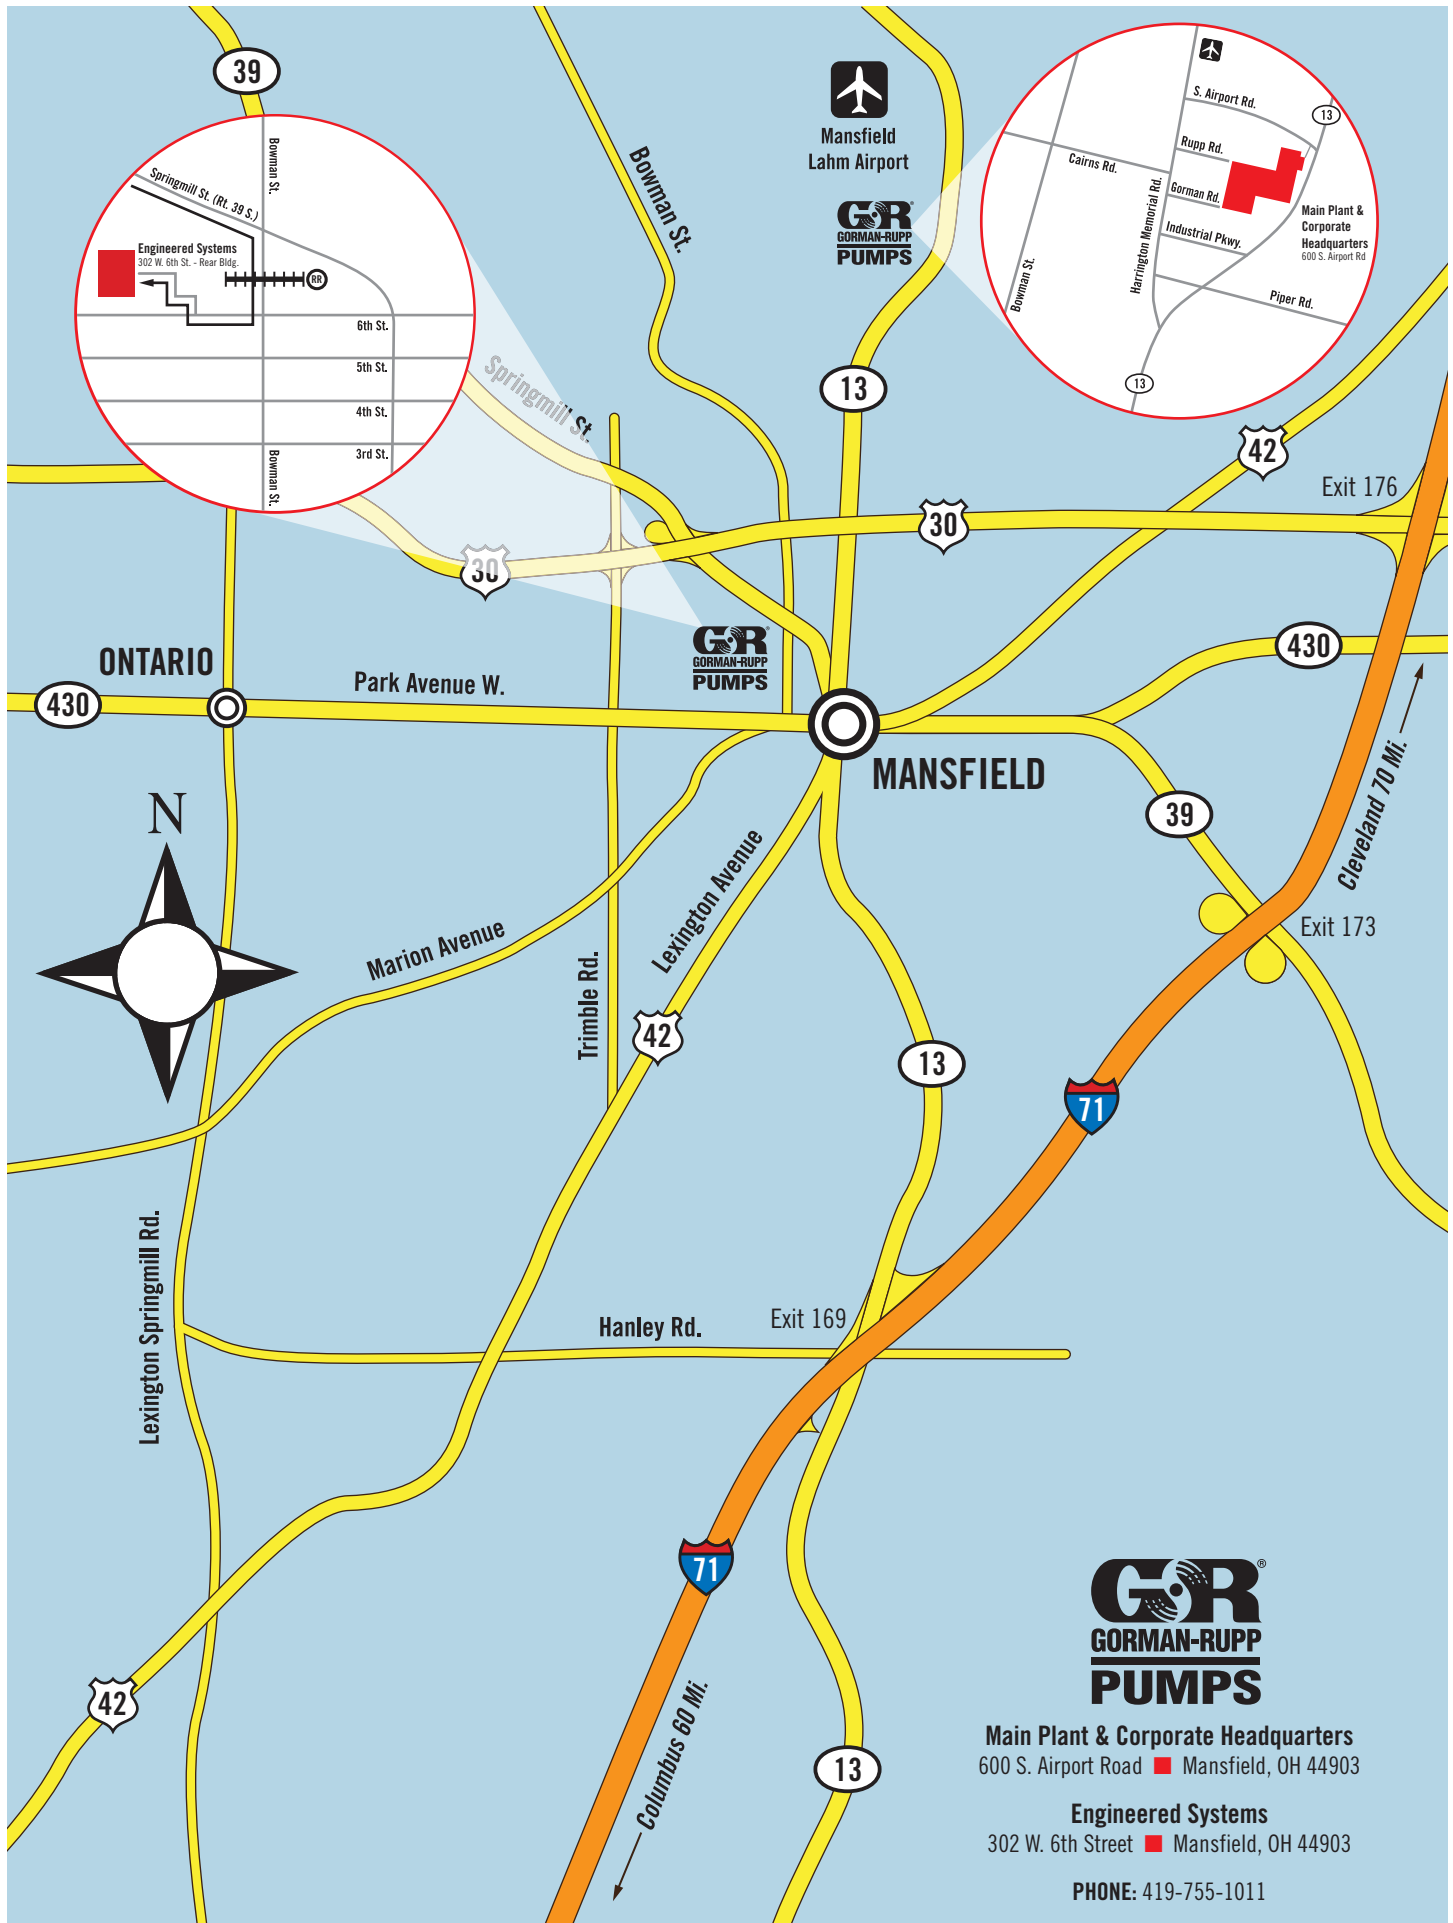 39
Bowman St.
Springmill St. (Rt. 39 S.)
Engineered Systems
302 W. 6th St. - Rear Bldg.
RR
6th St.
5th St.
4th St.
3rd St.
Bowman St.
Bowman St.
Mansfield
Lahm Airport
GR
GORMAN-RUPP
PUMPS
S. Airport Rd.
13
Rupp Rd.
Cairns Rd.
Gorman Rd.
Harrington Memorial Rd.
Main Plant &
Corporate
Headquarters
600 S. Airport Rd
Industrial Pkwy.
Bowman St.
Piper Rd.
13
Springmill St.
13
42
Exit 176
30
30
GR®
GORMAN-RUPP
PUMPS
ONTARIO
430
Park Avenue W.
430
MANSFIELD
Cleveland 70 Mi.
39
N
Exit 173
Lexington Avenue
Marion Avenue
Trimble Rd.
42
13
71
Lexington Springmill Rd.
Hanley Rd.
Exit 169
71
42
Columbus 60 Mi.
13
GR®
GORMAN-RUPP
PUMPS
Main Plant & Corporate Headquarters
600 S. Airport Road ■ Mansfield, OH 44903
Engineered Systems
302 W. 6th Street ■ Mansfield, OH 44903
PHONE: 419-755-1011